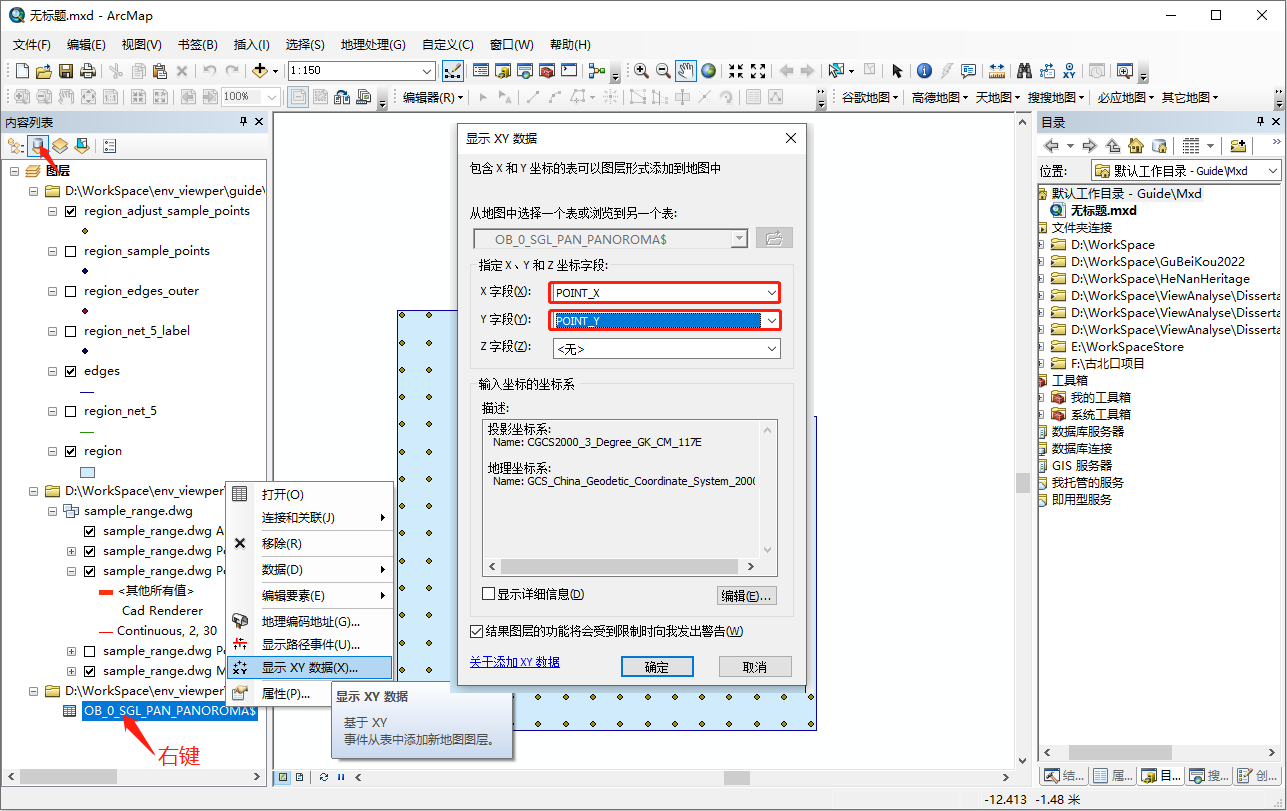 无标题.mxd - ArcMap
文件(F) 编辑(E) 视图(V) 书签(B) 插入(I) 选择(S) 地理处理(G) 自定义(C) 窗口(W) 帮助(H)
1:150
100%
编辑器(R)
谷歌地图 高德地图 天地图 搜搜地图 必应地图 其它地图
内容列表
图层
D:\WorkSpace\env_viewper\guide\
region_adjust_sample_points
region_sample_points
region_edges_outer
region_net_5_label
edges
region_net_5
region
D:\WorkSpace\env_viewper
sample_range.dwg
sample_range.dwg A
sample_range.dwg P
sample_range.dwg P
<其他所有值>
Cad Renderer
Continuous, 2, 30
sample_range.dwg P
sample_range.dwg M
D:\WorkSpace\env_viewper
OB_0_SGL_PAN_PANOROMA$
右键
打开(O)
连接和关联(J)
移除(R)
数据(D)
编辑要素(E)
地理编码地址(G)...
显示路径事件(U)...
显示 XY 数据(X)...
属性(P)...
显示 XY 数据
基于 XY
事件从表中添加新地图图层。
显示 XY 数据
包含 X 和 Y 坐标的表可以图层形式添加到地图中
从地图中选择一个表或浏览到另一个表:
OB_0_SGL_PAN_PANOROMA$
指定 X、Y 和 Z 坐标字段:
X 字段(X): POINT_X
Y 字段(Y): POINT_Y
Z 字段(Z): <无>
输入坐标的坐标系
描述:
投影坐标系:
Name: CGCS2000_3_Degree_GK_CM_117E
地理坐标系:
Name: GCS_China_Geodetic_Coordinate_System_2000
显示详细信息(D)
编辑(E)...
结果图层的功能将会受到限制时向我发出警告(W)
关于添加 XY 数据
确定
取消
目录
位置: 默认工作目录 - Guide\Mxd
默认工作目录 - Guide\Mxd
无标题.mxd
文件夹连接
D:\WorkSpace
D:\WorkSpace\GuBeiKou2022
D:\WorkSpace\HeNanHeritage
D:\WorkSpace\ViewAnalyse\Disserta
D:\WorkSpace\ViewAnalyse\Disserta
D:\WorkSpace\ViewAnalyse\Disserta
E:\WorkSpaceStore
F:\古北口项目
工具箱
我的工具箱
系统工具箱
数据库服务器
数据库连接
GIS 服务器
我托管的服务
即用型服务
结... 属... 目... 搜... 创...
-12.413 -1.48 米